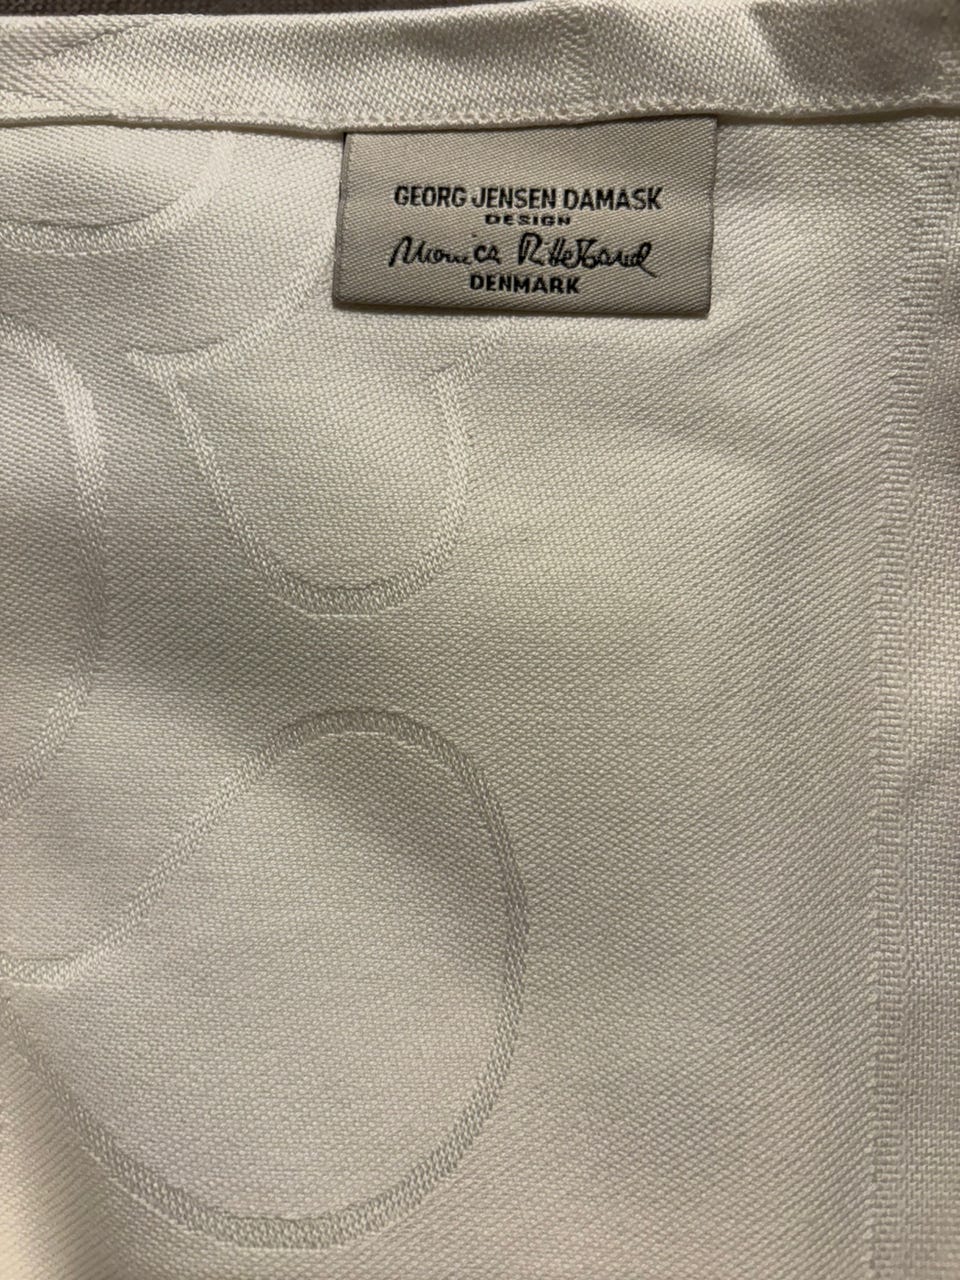 GEORG JENSEN DAMASK
DESIGN
Monica Ritterband
DENMARK